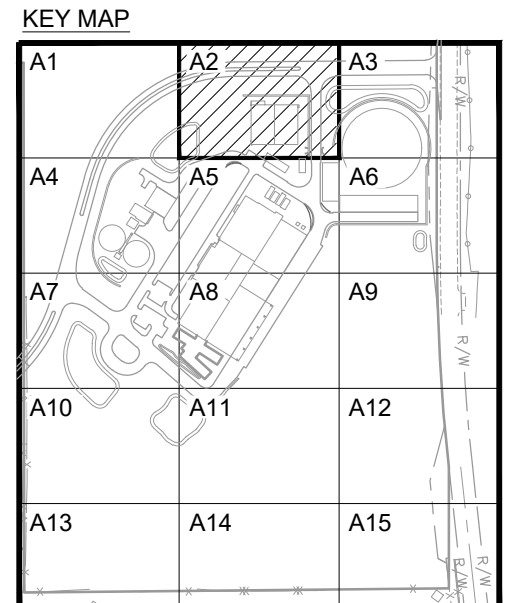 KEY MAP
A1 A2 A3
R/W
A4 A5 A6
A7 A8 A9
R/W
A10 A11 A12
A13 A14 A15
R/W R/W